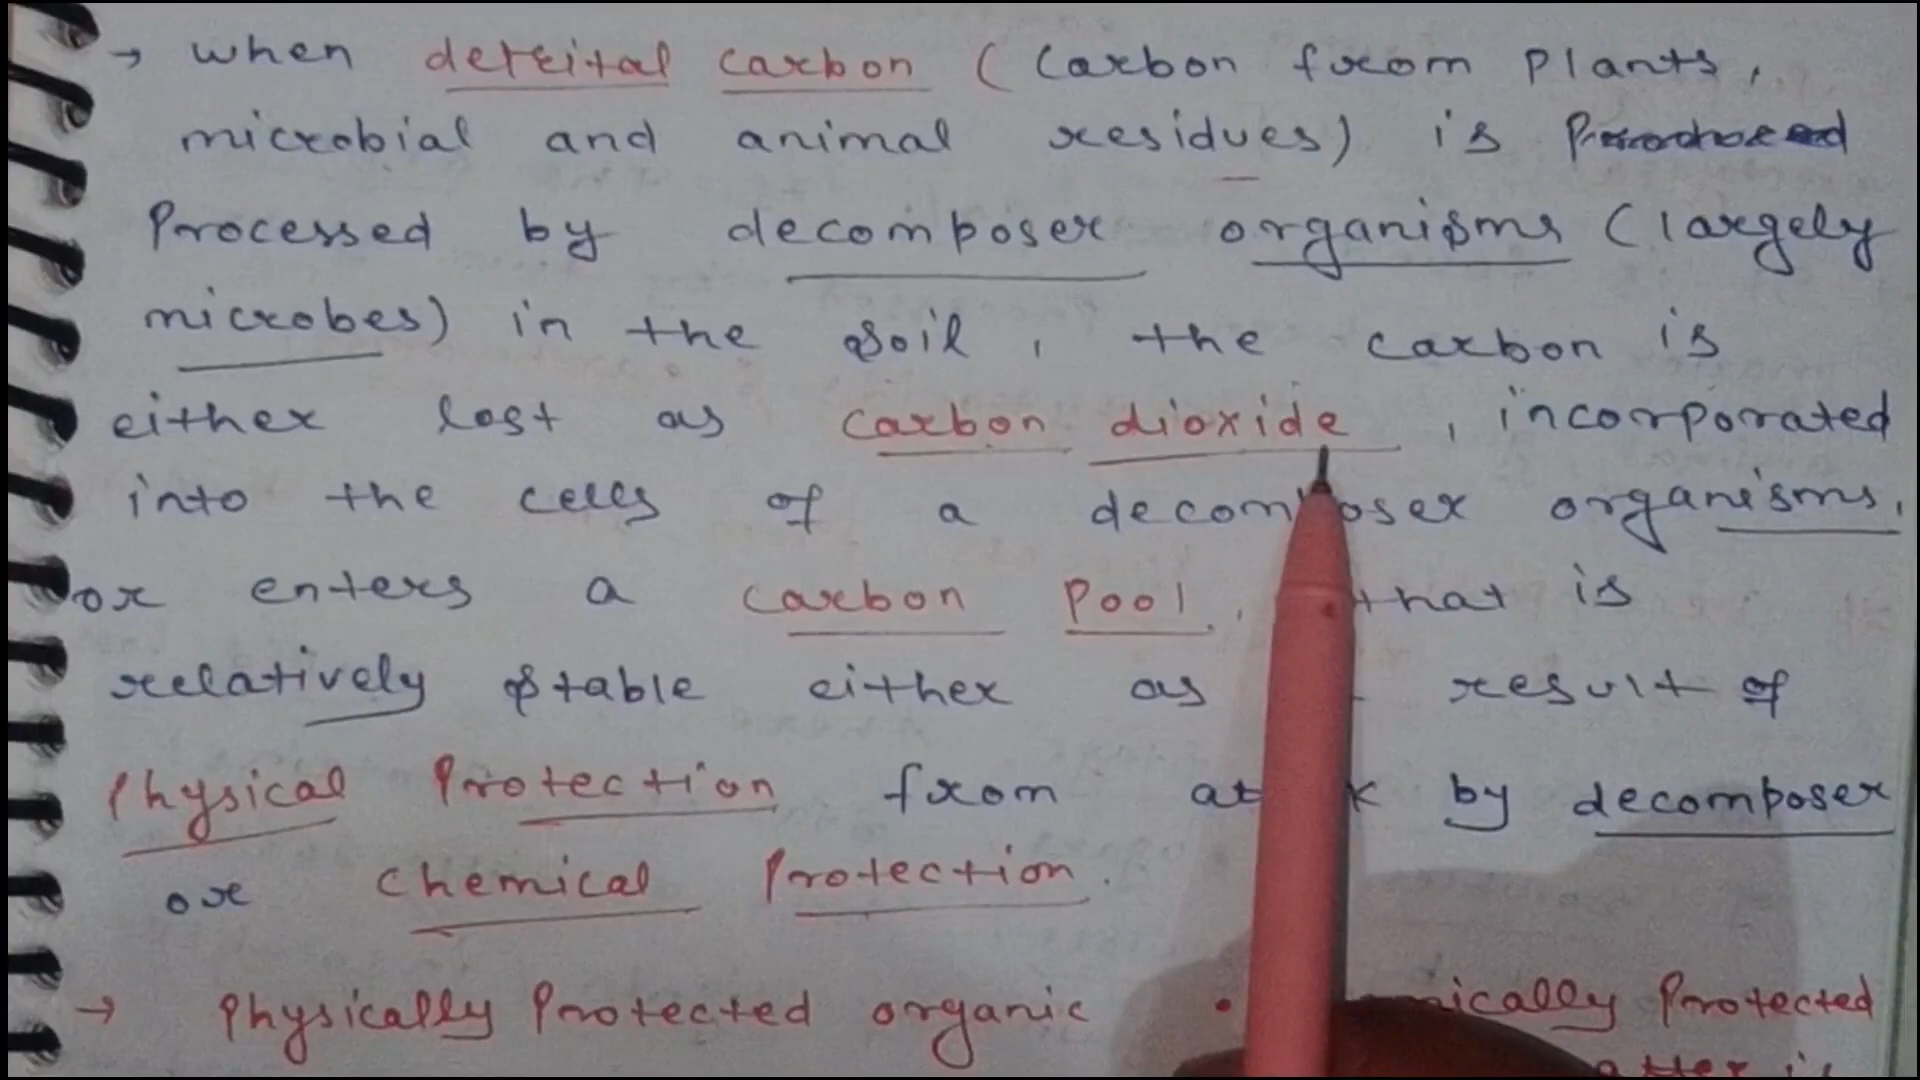 → when detrital carbon (Carbon from Plants,
microbial and animal residues) is
Processed by decomposer organisms (largely
microbes) in the soil, the carbon is
either lost as carbon dioxide, incorporated
into the cells of a decomposer organisms,
or enters a carbon Pool, that is
relatively stable either as result of
Physical Protection from by decomposer
or chemical Protection.
→ Physically Protected organic • Protected